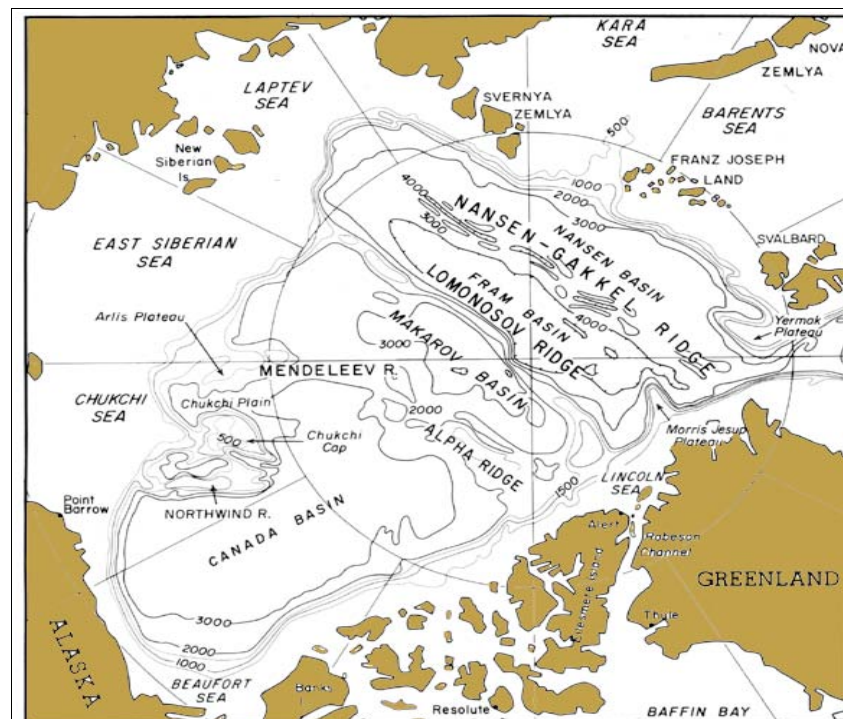 KARA
SEA
NOVA
ZEMLYA
LAPTEV
SEA
SVERNYA
ZEMLYA
BARENTS
SEA
500
New
Siberian
Is.
FRANZ JOSEPH
LAND
1000
2000
3000
4000
3000
NANSEN-GAKKEL RIDGE
NANSEN BASIN
SVALBARD
EAST SIBERIAN
SEA
FRAM BASIN
LOMONOSOV RIDGE
4000
Yermak
Plateau
Arlis Plateau
MAKAROV BASIN
3000
MENDELEEV R.
CHUKCHI
SEA
Chukchi Plain
2000
500
Chukchi
Cap
ALPHA RIDGE
Morris Jesup
Plateau
LINCOLN
SEA
1500
Point
Barrow
NORTHWIND R.
CANADA BASIN
Alert
Robeson
Channel
GREENLAND
Ellesmere Island
Thule
ALASKA
3000
2000
1000
BEAUFORT
SEA
Banks
Resolute
BAFFIN BAY